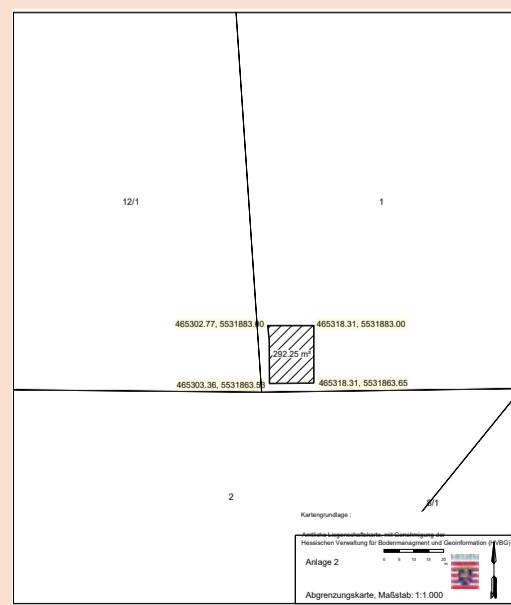 12/1
1
465302.77, 5531883.00
465318.31, 5531883.00
292.25 m²
465303.36, 5531863.53
465318.31, 5531863.65
2
8/1
Kartengrundlage :
Amtliche Liegenschaftskarte, mit Genehmigung der
Hessischen Verwaltung für Bodenmanagment und Geoinformation (HVBG)
Anlage 2
0 5 10 15 20
m
N
Abgrenzungskarte, Maßstab: 1:1.000